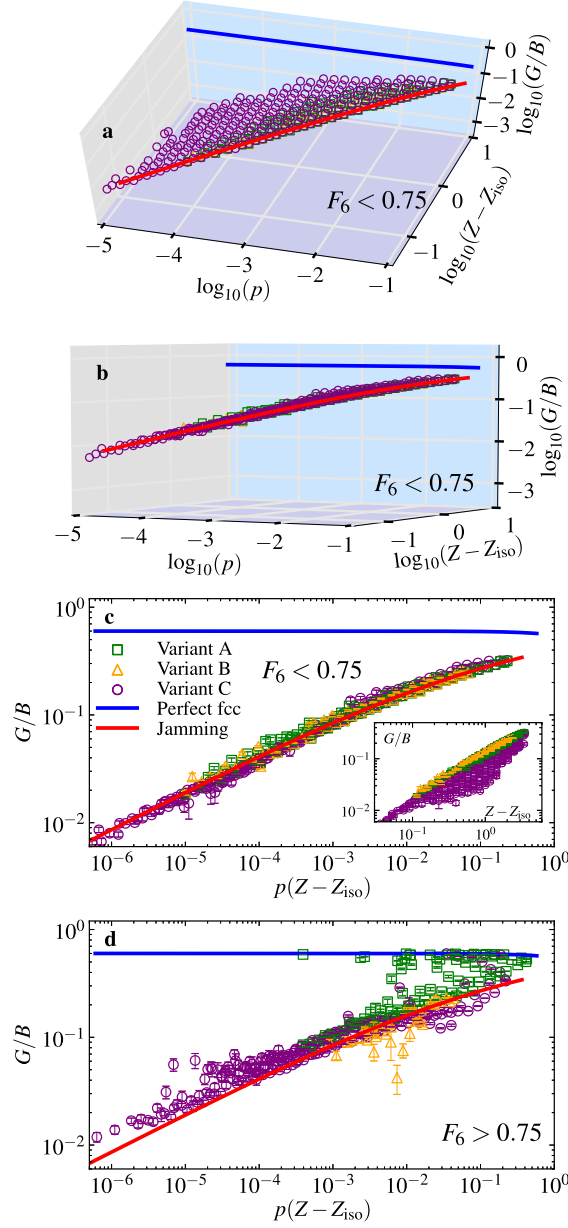 a
0
−1
−2
−3
log10(G/B)
1
0
−1
log10(Z−Ziso)
F6 < 0.75
−5
−4
−3
−2
−1
log10(p)
b
0
−1
−2
−3
log10(G/B)
F6 < 0.75
−5
−4
−3
−2
−1
log10(p)
−1
0
1
log10(Z−Ziso)
c
10^0
10^−1
10^−2
G/B
Variant A
Variant B
Variant C
Perfect fcc
Jamming
F6 < 0.75
G/B
10^−1
10^−2
Z−Ziso
10^−1
10^0
10^−6
10^−5
10^−4
10^−3
10^−2
10^−1
10^0
p(Z−Ziso)
d
10^0
10^−1
10^−2
G/B
F6 > 0.75
10^−6
10^−5
10^−4
10^−3
10^−2
10^−1
10^0
p(Z−Ziso)